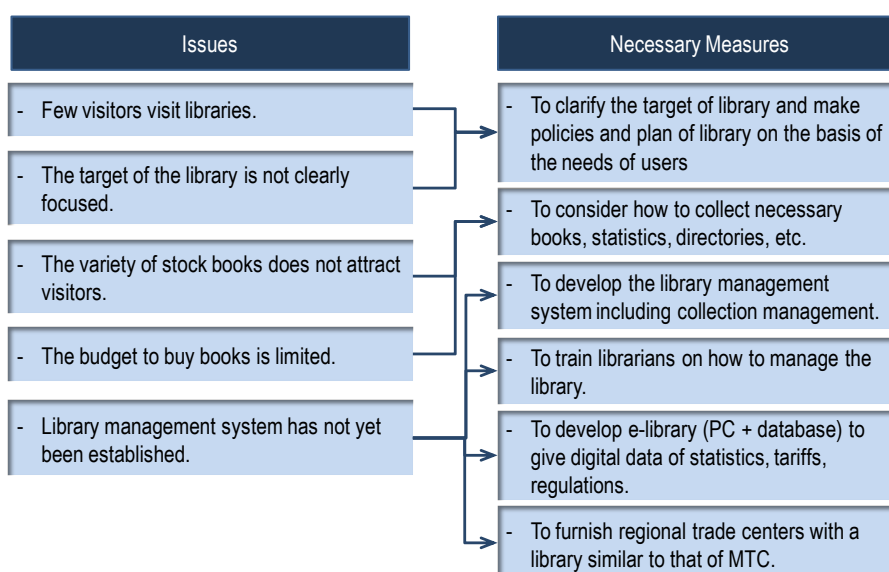 Issues
- Few visitors visit libraries.
- The target of the library is not clearly
focused.
- The variety of stock books does not attract
visitors.
- The budget to buy books is limited.
- Library management system has not yet
been established.
Necessary Measures
- To clarify the target of library and make
policies and plan of library on the basis of
the needs of users
- To consider how to collect necessary
books, statistics, directories, etc.
- To develop the library management
system including collection management.
- To train librarians on how to manage the
library.
- To develop e-library (PC + database) to
give digital data of statistics, tariffs,
regulations.
- To furnish regional trade centers with a
library similar to that of MTC.